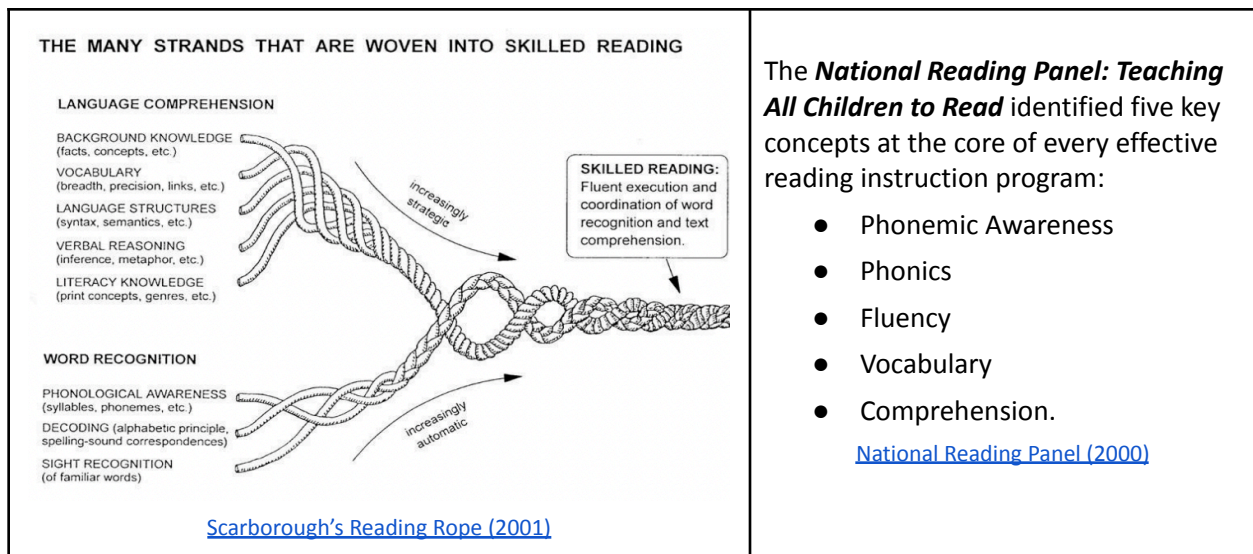 THE MANY STRANDS THAT ARE WOVEN INTO SKILLED READING
LANGUAGE COMPREHENSION
BACKGROUND KNOWLEDGE
(facts, concepts, etc.)
VOCABULARY
(breadth, precision, links, etc.)
LANGUAGE STRUCTURES
(syntax, semantics, etc.)
VERBAL REASONING
(inference, metaphor, etc.)
LITERACY KNOWLEDGE
(print concepts, genres, etc.)
increasingly
strategic
SKILLED READING:
Fluent execution and
coordination of word
recognition and text
comprehension.
WORD RECOGNITION
PHONOLOGICAL AWARENESS
(syllables, phonemes, etc.)
DECODING (alphabetic principle,
spelling-sound correspondences)
SIGHT RECOGNITION
(of familiar words)
increasingly
automatic
Scarborough’s Reading Rope (2001)
The National Reading Panel: Teaching
All Children to Read identified five key
concepts at the core of every effective
reading instruction program:
● Phonemic Awareness
● Phonics
● Fluency
● Vocabulary
● Comprehension.
National Reading Panel (2000)